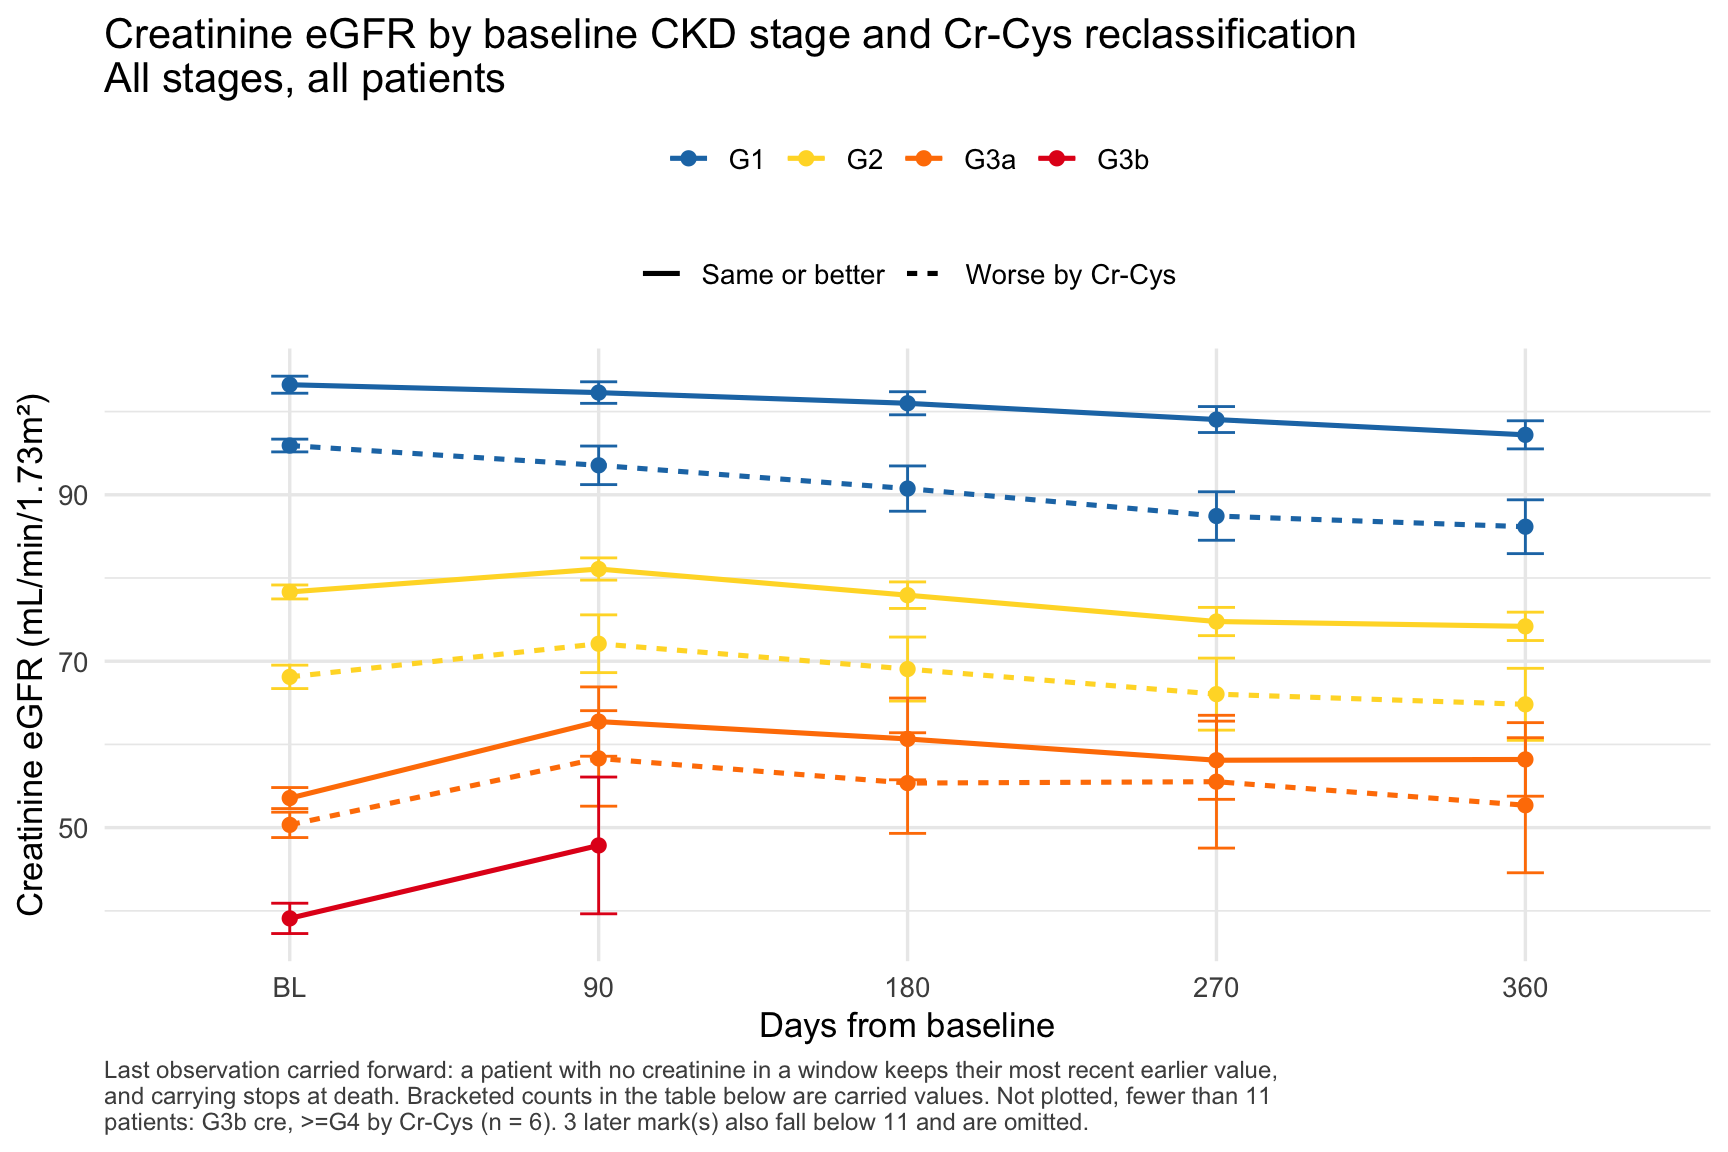 Creatinine eGFR by baseline CKD stage and Cr-Cys reclassification
All stages, all patients
G1 G2 G3a G3b
Same or better Worse by Cr-Cys
Creatinine eGFR (mL/min/1.73m²)
90
70
50
BL 90 180 270 360
Days from baseline
Last observation carried forward: a patient with no creatinine in a window keeps their most recent earlier value,
and carrying stops at death. Bracketed counts in the table below are carried values. Not plotted, fewer than 11
patients: G3b cre, >=G4 by Cr-Cys (n = 6). 3 later mark(s) also fall below 11 and are omitted.